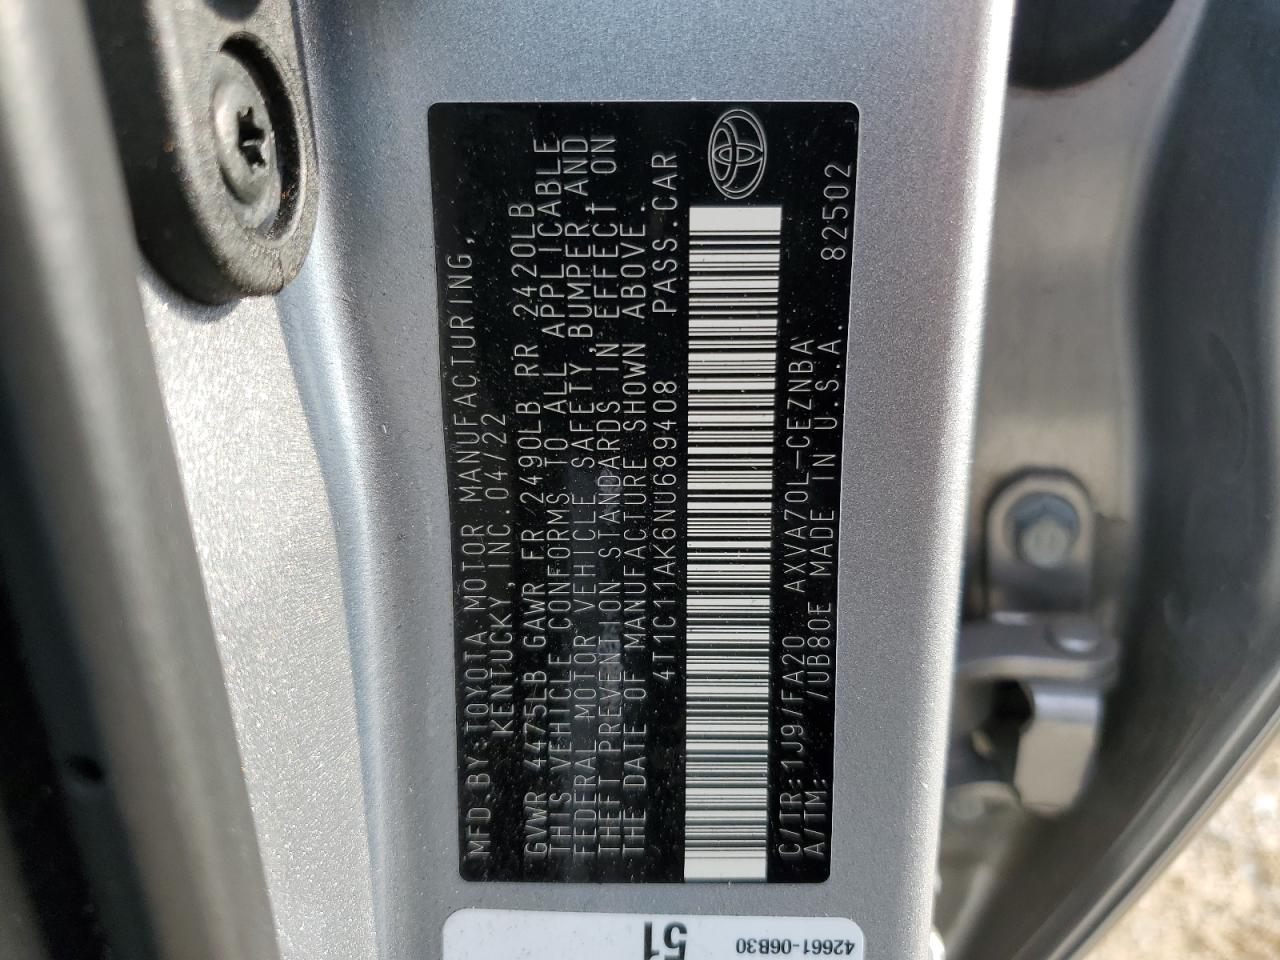 MFD.BY:TOYOTA MOTOR MANUFACTURING,
KENTUCKY, INC. 04/22
GVWR 4475LB GAWR FR 2490LB RR 2420LB
THIS VEHICLE CONFORMS TO ALL APPLICABLE
FEDERAL MOTOR VEHICLE SAFETY,BUMPER,AND
THEFT PREVENTION STANDARDS IN EFFECT ON
THE DATE OF MANUFACTURE SHOWN ABOVE.
4T1C11AK6NU689408 PASS.CAR
C/TR:1J9/FA20 AXVA70L-CEZNBA 82502
A/TM: /UB80E MADE IN U.S.A.
51
42661-06B30